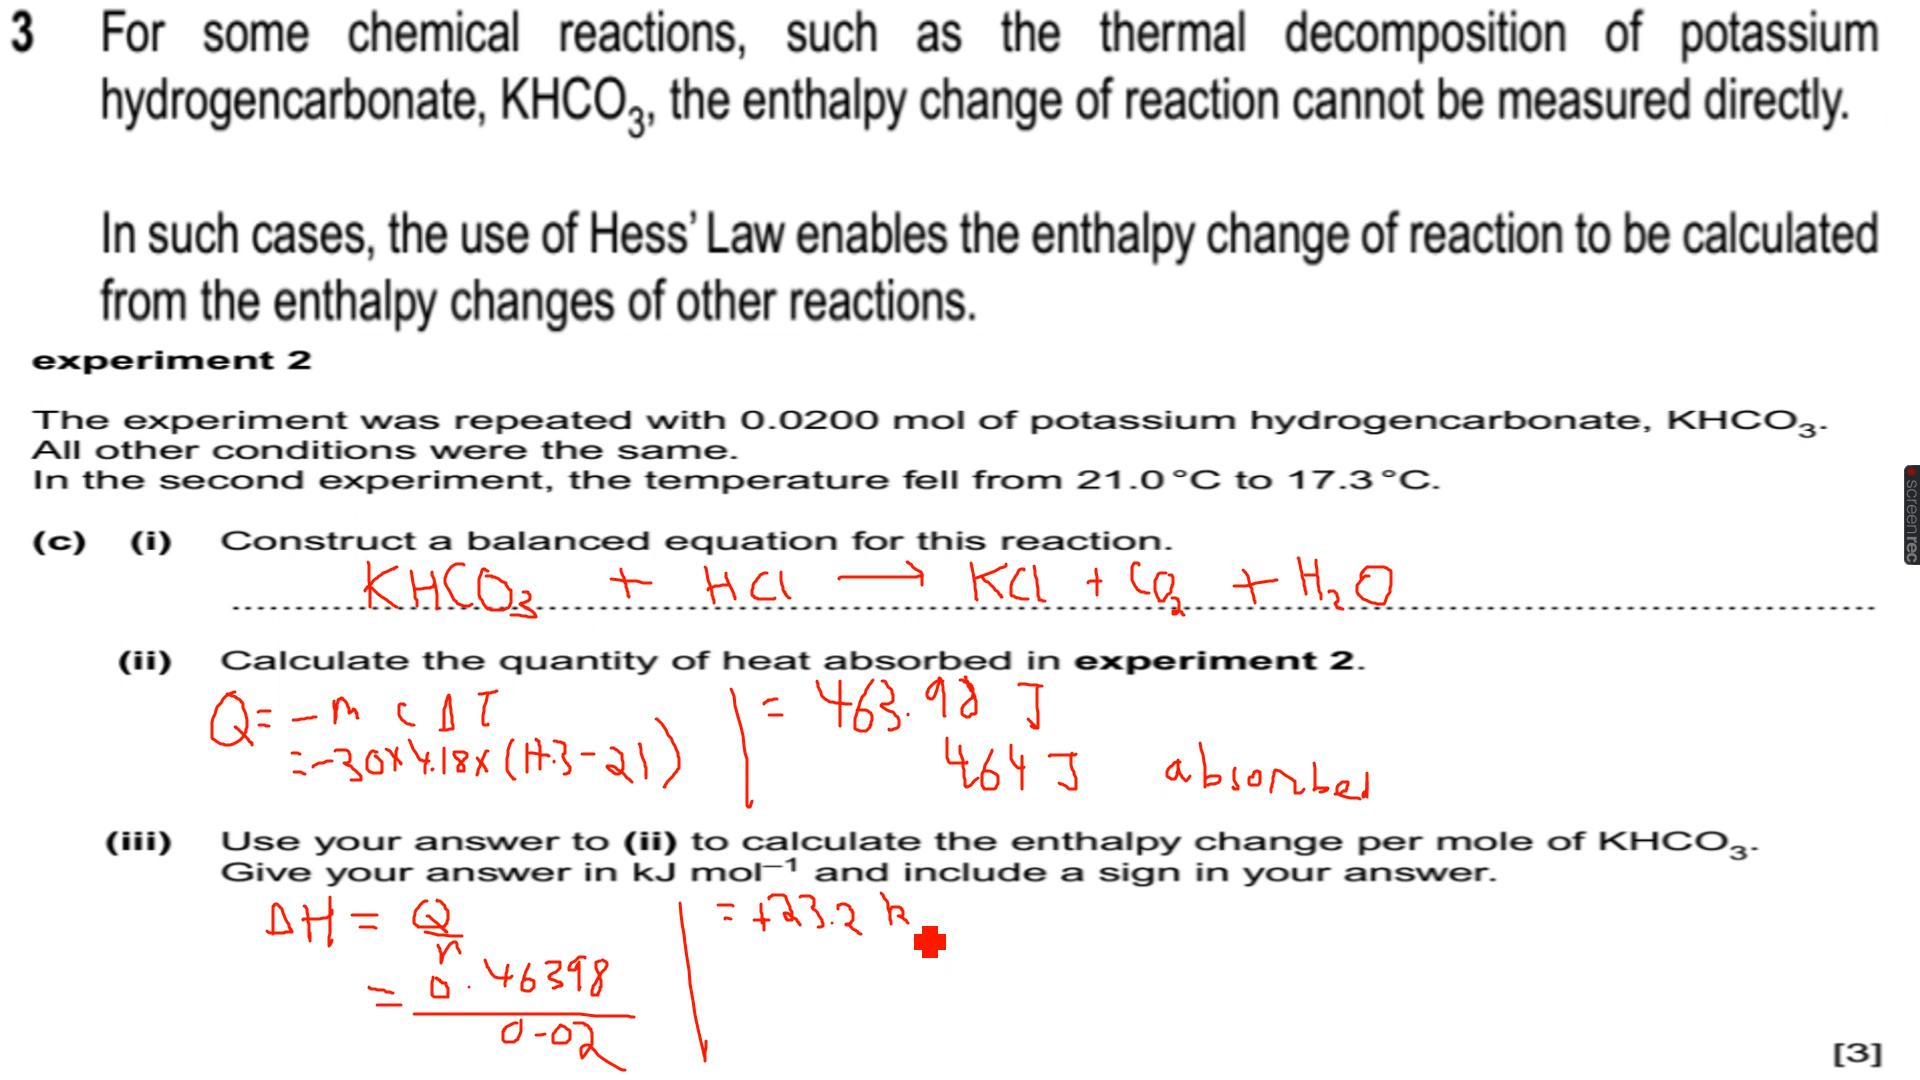 3 For some chemical reactions, such as the thermal decomposition of potassium
hydrogencarbonate, KHCO₃, the enthalpy change of reaction cannot be measured directly.
In such cases, the use of Hess’ Law enables the enthalpy change of reaction to be calculated
from the enthalpy changes of other reactions.
experiment 2
The experiment was repeated with 0.0200 mol of potassium hydrogencarbonate, KHCO₃.
All other conditions were the same.
In the second experiment, the temperature fell from 21.0 °C to 17.3 °C.
(c) (i) Construct a balanced equation for this reaction.
KHCO₃ + HCl → KCl + CO₂ + H₂O
(ii) Calculate the quantity of heat absorbed in experiment 2.
Q = - m c Δ T
= -30 × 4.18 × (17.3 - 21)
= 463.98 J
464 J absorbed
(iii) Use your answer to (ii) to calculate the enthalpy change per mole of KHCO₃.
Give your answer in kJ mol⁻¹ and include a sign in your answer.
ΔH = Q/n
= 0.46398/0.02
= +23.2 k
[3]
screenrec